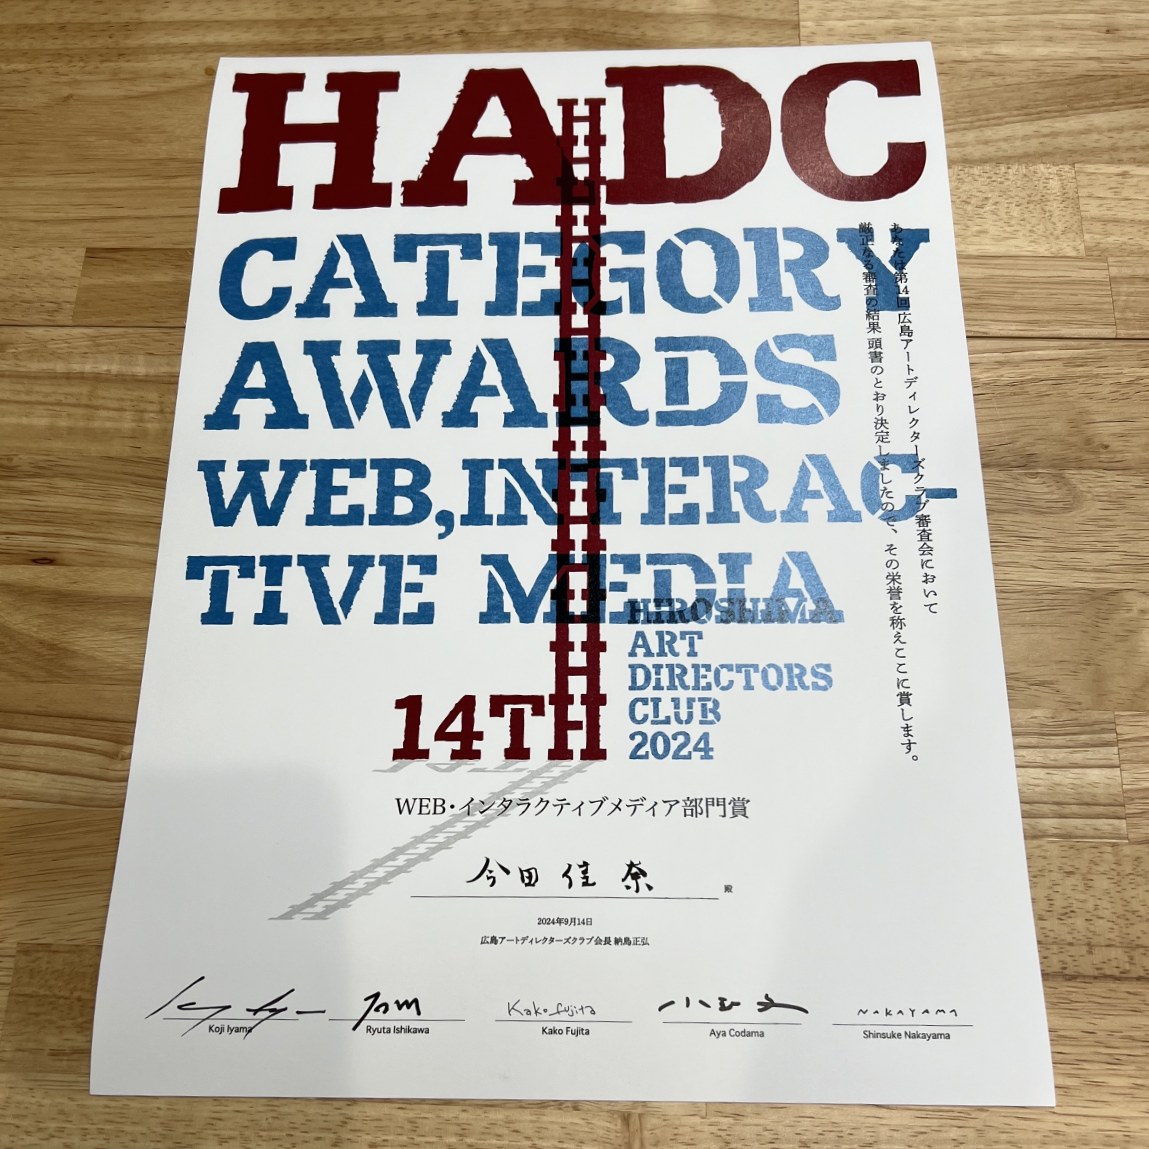 HADC
CATEGORY
AWARDS
WEB,INTERAC-
TIVE MEDIA
14TH
HIROSHIMA
ART
DIRECTORS
CLUB
2024
あなたは第14回 広島アートディレクターズクラブ審査会において
厳正なる審査の結果 頭書のとおり決定しましたので、その栄誉を称えここに賞します。
WEB・インタラクティブメディア部門賞
今田 佳奈 殿
2024年9月14日
広島アートディレクターズクラブ会長 納島正弘
Kako fujita
NAKAYAMA
Koji Iyama
Ryuta Ishikawa
Kako Fujita
Aya Codama
Shinsuke Nakayama